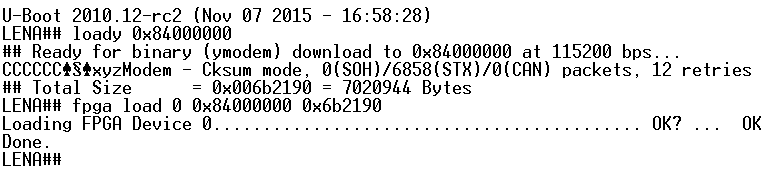 U-Boot 2010.12-rc2 (Nov 07 2015 - 16:58:28)
LENA## loady 0x84000000
## Ready for binary (ymodem) download to 0x84000000 at 115200 bps...
CCCCCC♠§♠xyzModem - Cksum mode, 0(SOH)/6858(STX)/0(CAN) packets, 12 retries
## Total Size      = 0x006b2190 = 7020944 Bytes
LENA## fpga load 0 0x84000000 0x6b2190
Loading FPGA Device 0........................................... OK? ...  OK
Done.
LENA##